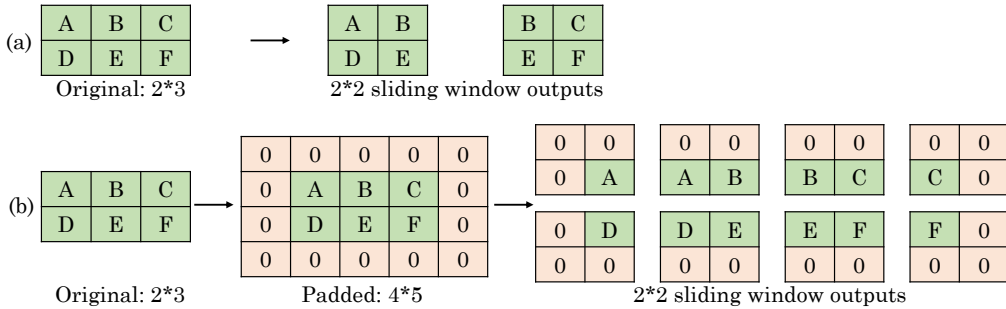 (a)
A B C
D E F
Original: 2*3
A B
D E
B C
E F
2*2 sliding window outputs
(b)
A B C
D E F
Original: 2*3
0 0 0 0 0
0 A B C 0
0 D E F 0
0 0 0 0 0
Padded: 4*5
0 0
0 A
0 0
A B
0 0
B C
0 0
C 0
0 D
0 0
D E
0 0
E F
0 0
F 0
0 0
2*2 sliding window outputs